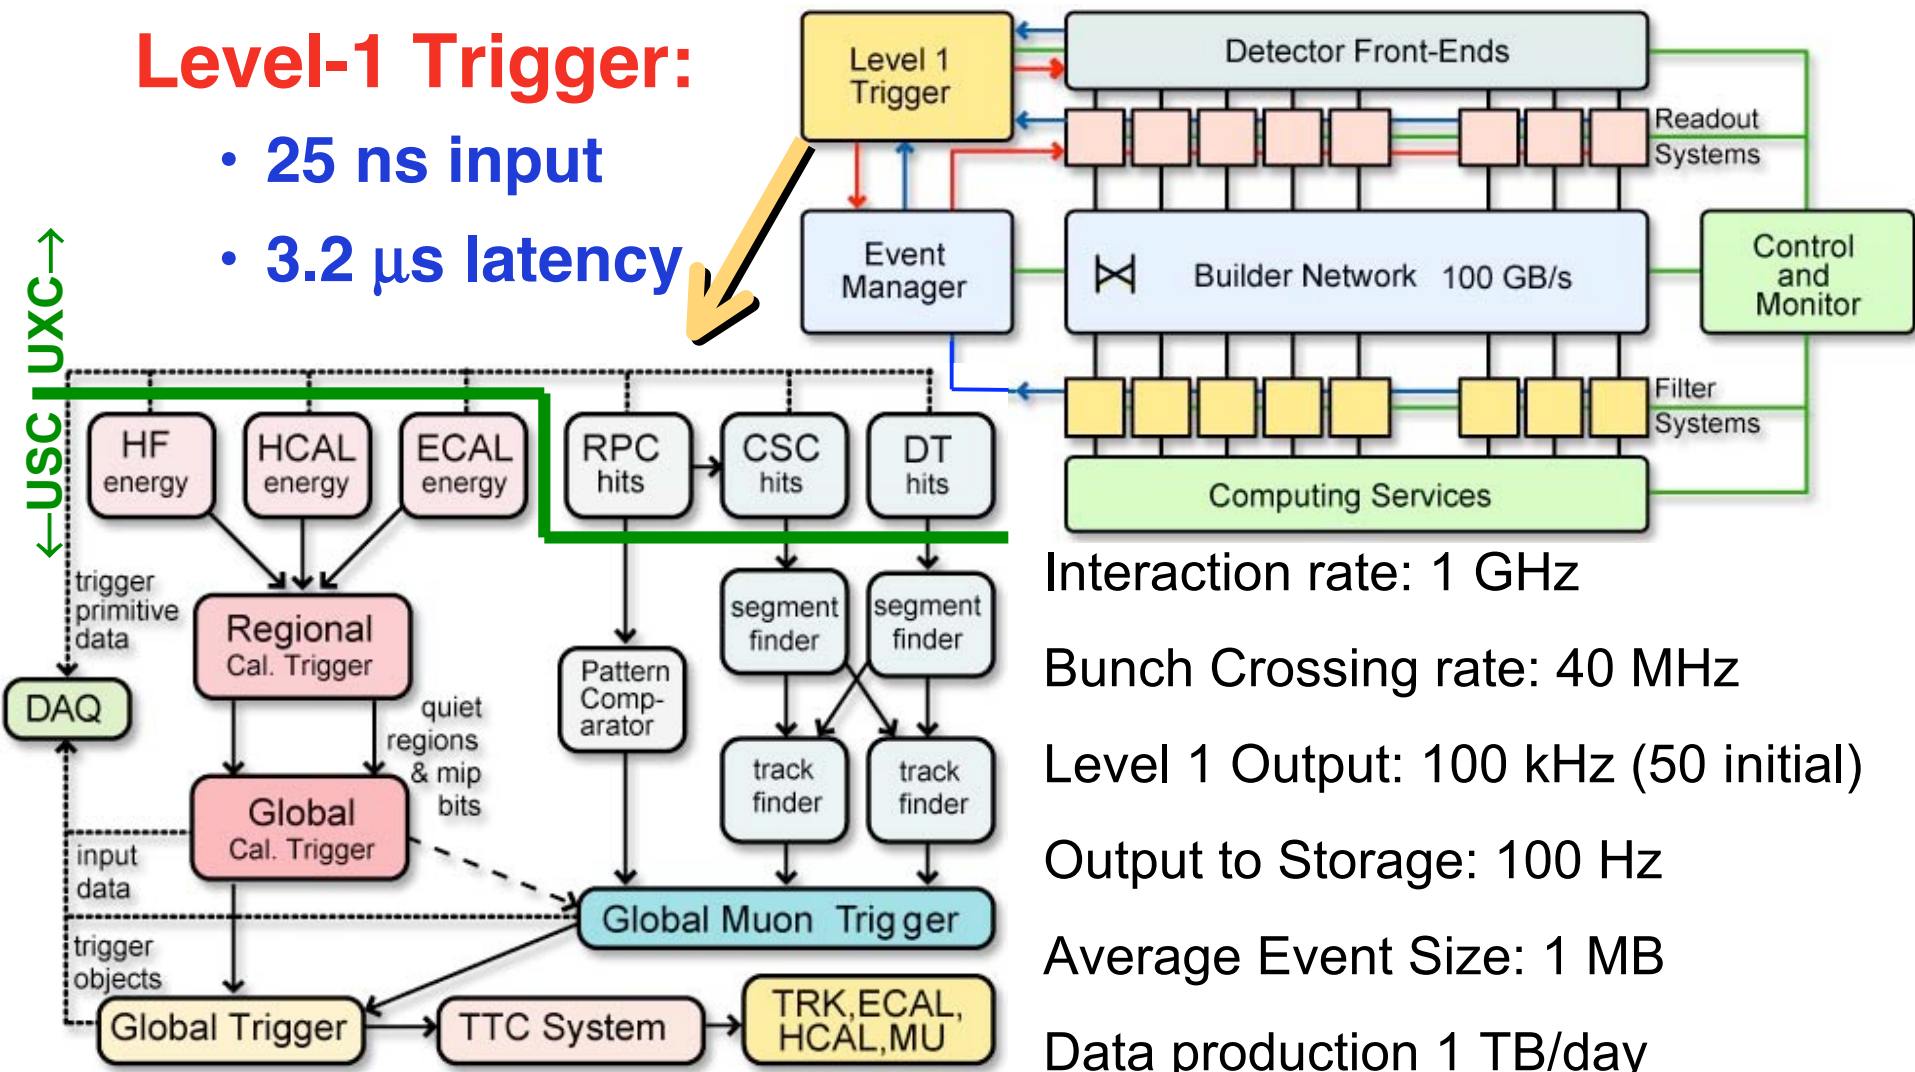 Level-1 Trigger:
• 25 ns input
• 3.2 μs latency
Level 1
Trigger
Detector Front-Ends
Readout
Systems
Event
Manager
Builder Network 100 GB/s
Control
and
Monitor
Filter
Systems
Computing Services
←USC UXC→
HF
energy
HCAL
energy
ECAL
energy
RPC
hits
CSC
hits
DT
hits
trigger
primitive
data
Regional
Cal. Trigger
segment
finder
segment
finder
Pattern
Comp-
arator
DAQ
quiet
regions
& mip
bits
track
finder
track
finder
Global
Cal. Trigger
input
data
Global Muon Trigger
trigger
objects
Global Trigger
TTC System
TRK,ECAL,
HCAL,MU
Interaction rate: 1 GHz
Bunch Crossing rate: 40 MHz
Level 1 Output: 100 kHz (50 initial)
Output to Storage: 100 Hz
Average Event Size: 1 MB
Data production 1 TB/day